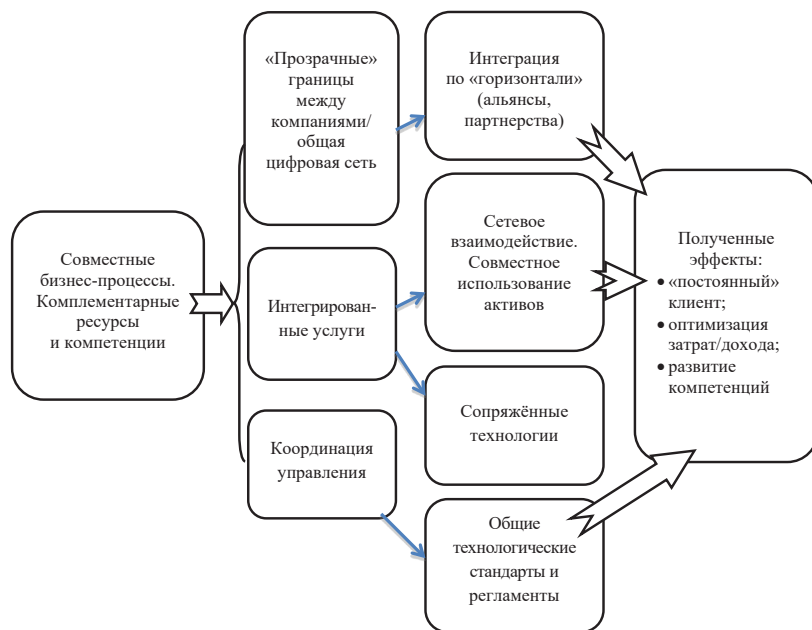 Совместные
бизнес-процессы.
Комплементарные
ресурсы
и компетенции
«Прозрачные»
границы
между
компаниями/
общая
цифровая сеть
Интегрирован-
ные услуги
Координация
управления
Интеграция
по «горизонтали»
(альянсы,
партнерства)
Сетевое
взаимодействие.
Совместное
использование
активов
Сопряжённые
технологии
Общие
технологические
стандарты и
регламенты
Полученные
эффекты:
• «постоянный»
клиент;
• оптимизация
затрат/дохода;
• развитие
компетенций